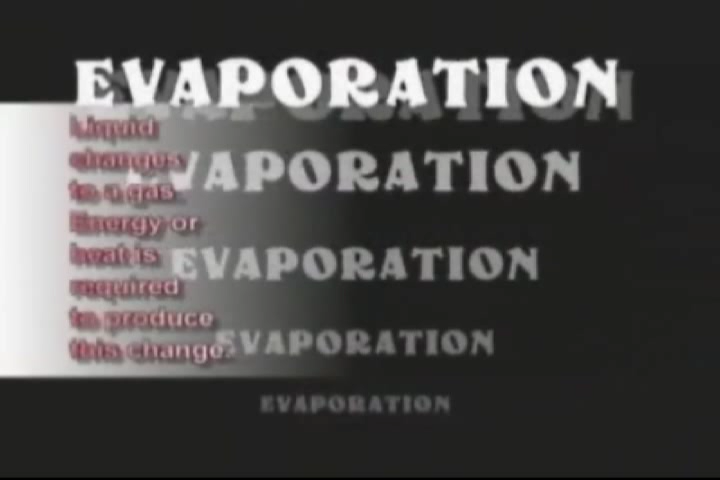 EVAPORATION
Liquid
changes
to a gas
EVAPORATION
Energy or
heat is
EVAPORATION
required
to produce
this change.
EVAPORATION
EVAPORATION